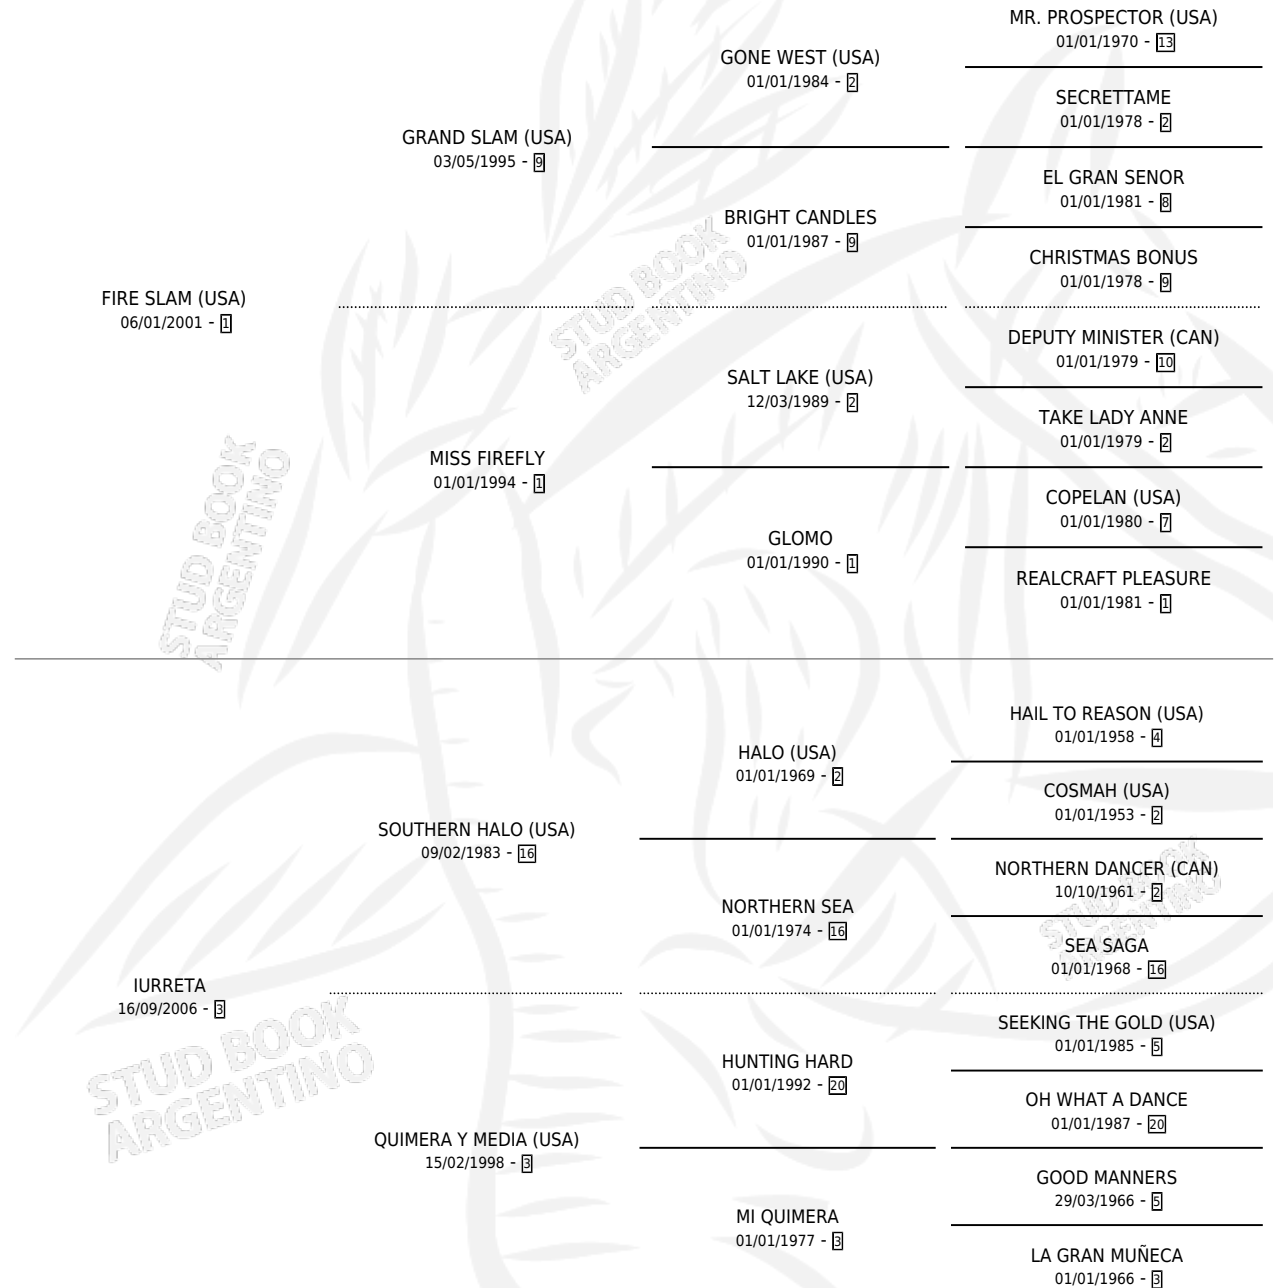 MR. PROSPECTOR (USA)
01/01/1970 - 13
GONE WEST (USA)
01/01/1984 - 2
SECRETTAME
01/01/1978 - 2
GRAND SLAM (USA)
03/05/1995 - 9
EL GRAN SENOR
01/01/1981 - 8
BRIGHT CANDLES
01/01/1987 - 9
CHRISTMAS BONUS
01/01/1978 - 9
FIRE SLAM (USA)
06/01/2001 - 1
DEPUTY MINISTER (CAN)
01/01/1979 - 10
SALT LAKE (USA)
12/03/1989 - 2
TAKE LADY ANNE
01/01/1979 - 2
MISS FIREFLY
01/01/1994 - 1
COPELAN (USA)
01/01/1980 - 7
GLOMO
01/01/1990 - 1
REALCRAFT PLEASURE
01/01/1981 - 1
HAIL TO REASON (USA)
01/01/1958 - 4
HALO (USA)
01/01/1969 - 2
COSMAH (USA)
01/01/1953 - 2
SOUTHERN HALO (USA)
09/02/1983 - 16
NORTHERN DANCER (CAN)
10/10/1961 - 2
NORTHERN SEA
01/01/1974 - 16
SEA SAGA
01/01/1968 - 16
IURRETA
16/09/2006 - 3
SEEKING THE GOLD (USA)
01/01/1985 - 5
HUNTING HARD
01/01/1992 - 20
OH WHAT A DANCE
01/01/1987 - 20
QUIMERA Y MEDIA (USA)
15/02/1998 - 3
GOOD MANNERS
29/03/1966 - 5
MI QUIMERA
01/01/1977 - 3
LA GRAN MUÑECA
01/01/1966 - 3
STUD BOOK
ARGENTINO
STUD BOOK
ARGENTINO
STUD BOOK
ARGENTINO
STUD BOOK
ARGENTINO